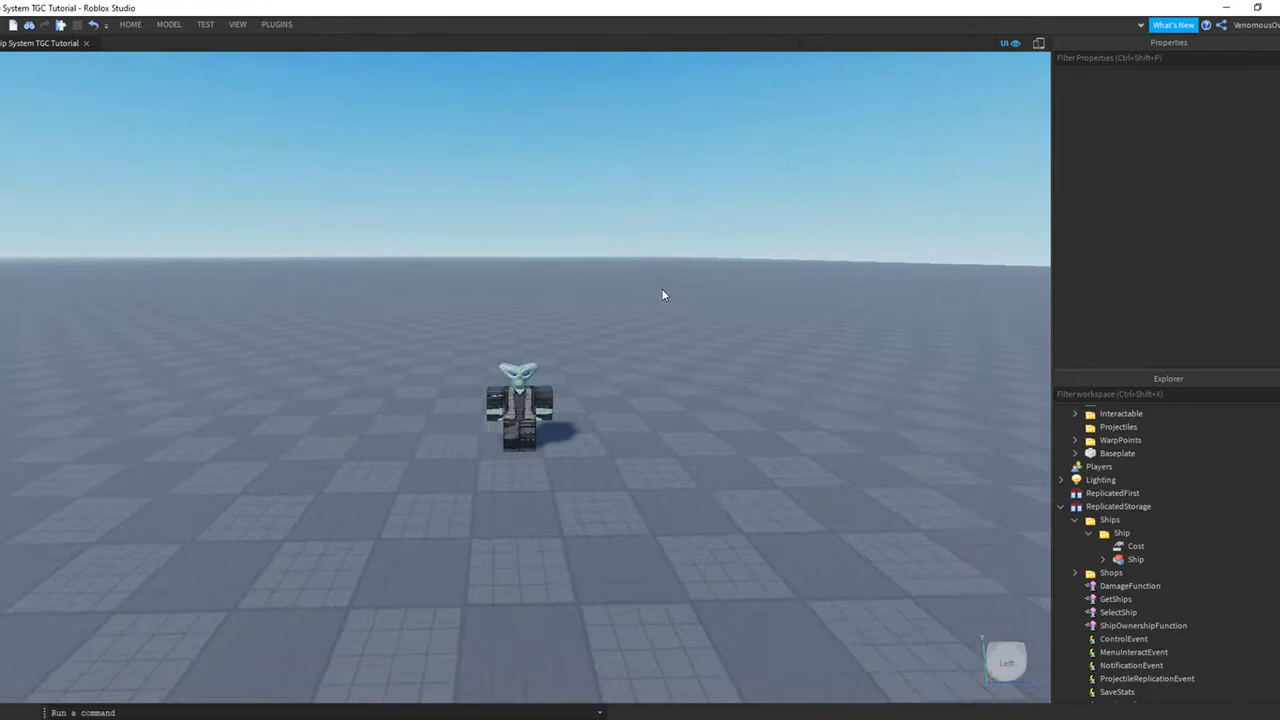 System TGC Tutorial - Roblox Studio
HOME MODEL TEST VIEW PLUGINS
What's New
VenomousOv
ip System TGC Tutorial
UI
Properties
Filter Properties (Ctrl+Shift+P)
Explorer
Filter workspace (Ctrl+Shift+X)
Interactable
Projectiles
WarpPoints
Baseplate
Players
Lighting
ReplicatedFirst
ReplicatedStorage
Ships
Ship
Cost
Ship
Shops
DamageFunction
GetShips
SelectShip
ShipOwnershipFunction
ControlEvent
MenuInteractEvent
NotificationEvent
ProjectileReplicationEvent
SaveStats
Y
Left
Run a command